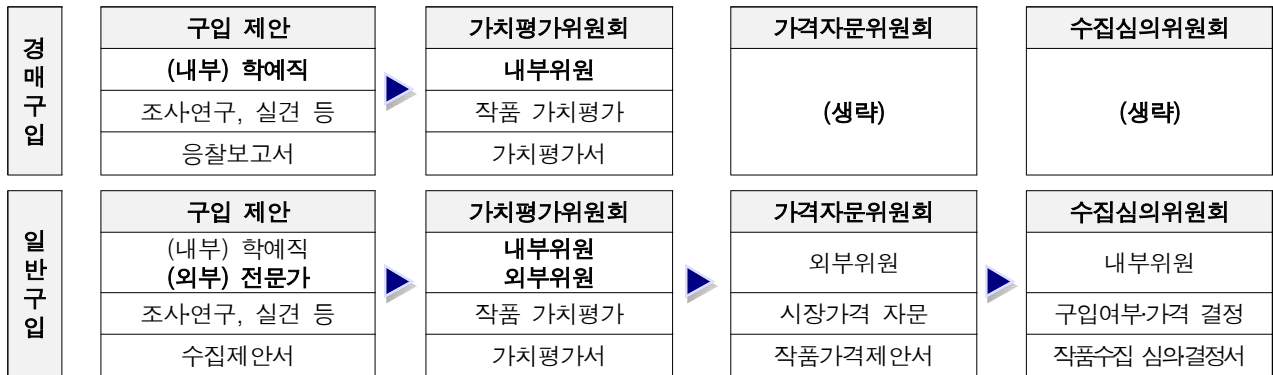 경매구입
구입 제안
(내부) 학예직
조사·연구, 실견 등
응찰보고서
가치평가위원회
내부위원
작품 가치평가
가치평가서
가격자문위원회
(생략)
수집심의위원회
(생략)
일반구입
구입 제안
(내부) 학예직
(외부) 전문가
조사·연구, 실견 등
수집제안서
가치평가위원회
내부위원
외부위원
작품 가치평가
가치평가서
가격자문위원회
외부위원
시장가격 자문
작품가격제안서
수집심의위원회
내부위원
구입여부·가격 결정
작품수집 심의결정서